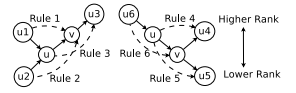 u3
u6
Rule 1
Rule 4
Higher Rank
u1
v
u
u4
u
Rule 3
v
Rule 6
u2
Rule 2
Rule 5
u5
Lower Rank